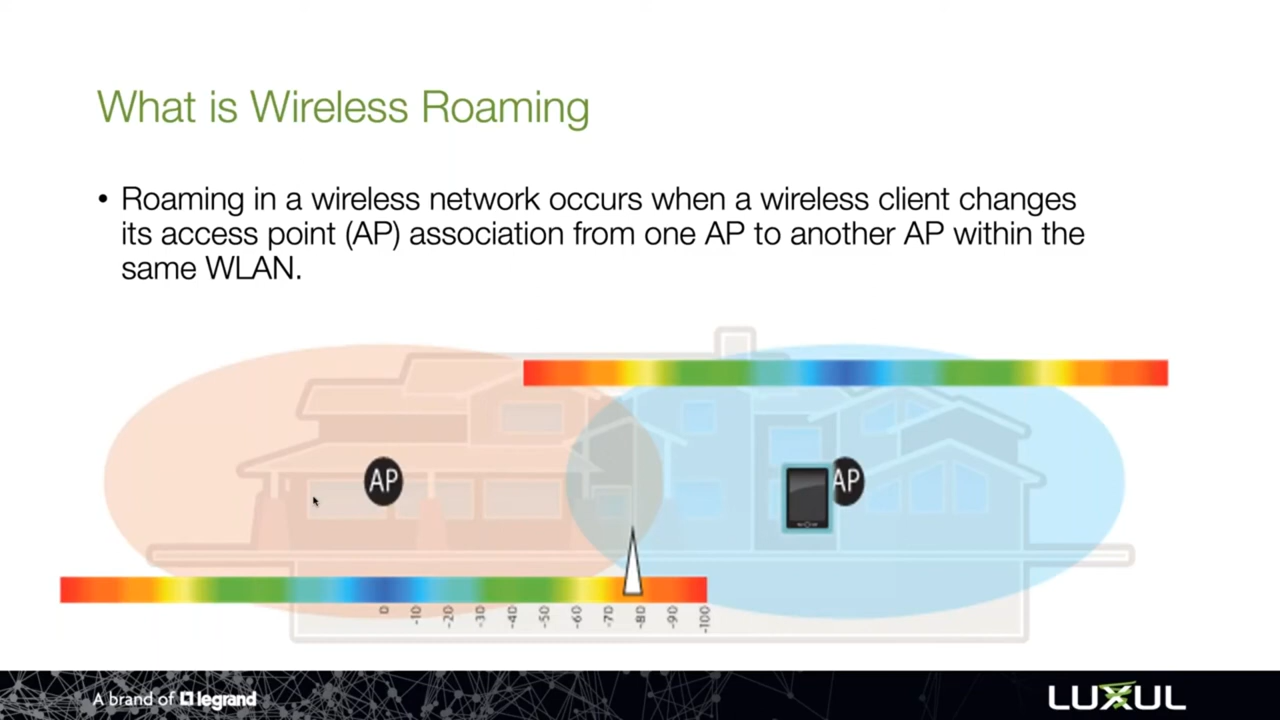 What is Wireless Roaming
• Roaming in a wireless network occurs when a wireless client changes
its access point (AP) association from one AP to another AP within the
same WLAN.
AP
AP
0 -10 -20 -30 -40 -50 -60 -70 -80 -90 -100
A brand of legrand
LUXUL